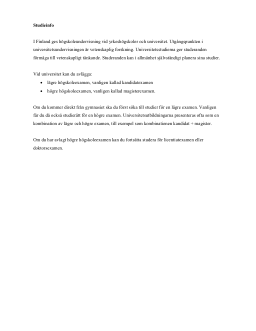 Studieinfo
I Finland ges högskoleundervisning vid yrkeshögskolor och universitet. Utgångspunkten i
universitetsundervisningen är vetenskaplig forskning. Universitetsstudierna ger studeranden
förmåga till vetenskapligt tänkande. Studeranden kan i allmänhet självständigt planera sina studier.
Vid universitet kan du avlägga:
• lägre högskoleexamen, vanligen kallad kandidatexamen
• högre högskoleexamen, vanligen kallad magisterexamen.
Om du kommer direkt från gymnasiet ska du först söka till studier för en lägre examen. Vanligen
får du då också studierätt för en högre examen. Universitetsutbildningarna presenteras ofta som en
kombination av lägre och högre examen, till exempel som kombinationen kandidat + magister.
Om du har avlagt högre högskoleexamen kan du fortsätta studera för licentiatexamen eller
doktorsexamen.